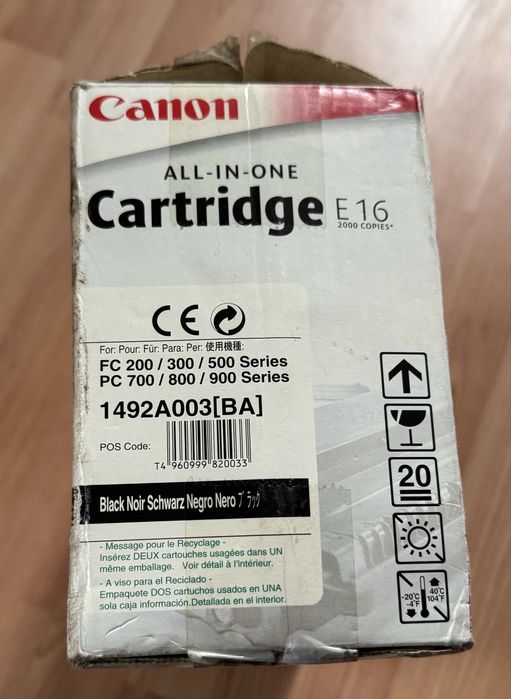 Canon
ALL-IN-ONE
Cartridge E16
2000 COPIES*
CE
For: Pour: Für: Para: Per: 使用機種:
FC 200 / 300 / 500 Series
PC 700 / 800 / 900 Series
1492A003[BA]
POS Code:
T4 960999 820033
Black Noir Schwarz Negro Nero ブラック
- Message pour le Recyclage -
Insérez DEUX cartouches usagées dans UN
même emballage. Voir détail à l'intérieur.
- A viso para el Reciclado -
Empaquete DOS cartuchos usados en UNA
sola caja información.Detallada en el interior.
20
-20°C 40°C
-4°F 104°F